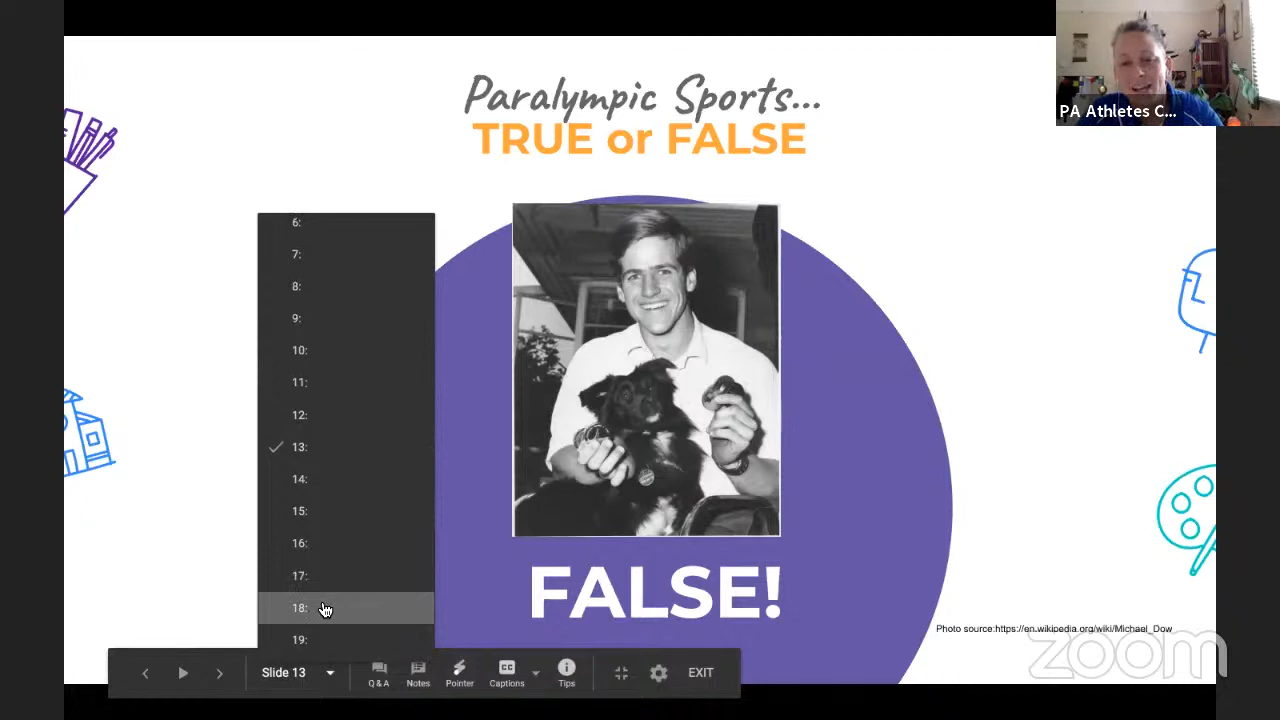 Paralympic Sports...
TRUE or FALSE
PA Athletes C...
6:
7:
8:
9:
10:
11:
12:
13:
14:
15:
16:
17:
18:
19:
FALSE!
Photo source:https://en.wikipedia.org/wiki/Michael_Dow
zoom
Slide 13
Q & A
Notes
Pointer
CC
Captions
Tips
EXIT